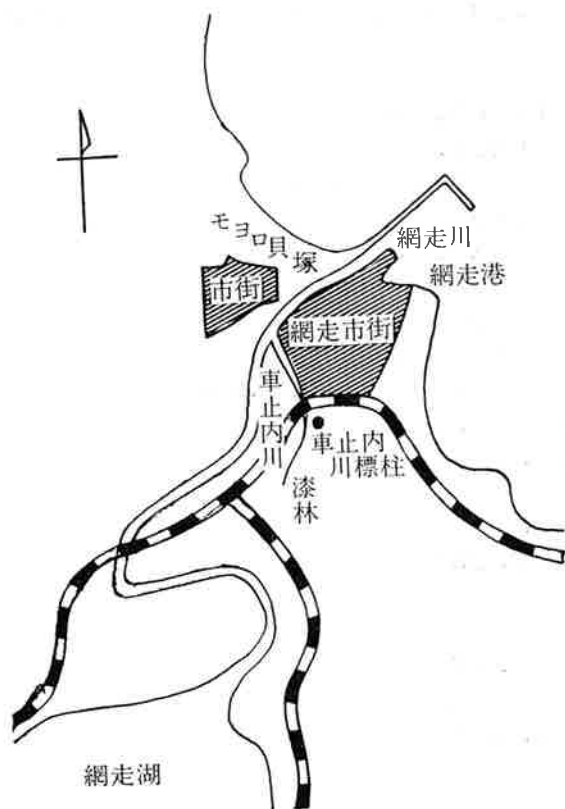 モヨロ貝塚
網走川
網走港
市街
網走市街
車止内川
車止内
川標柱
漆林
網走湖